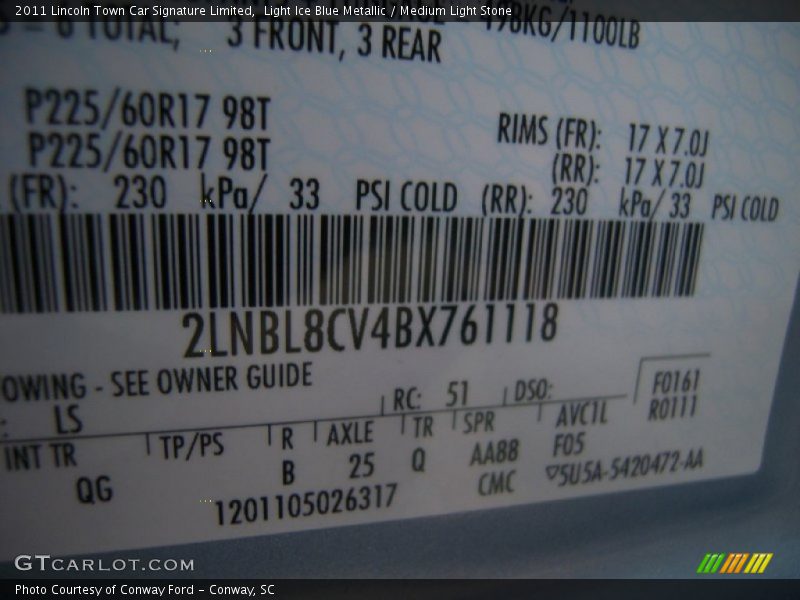 2011 Lincoln Town Car Signature Limited, Light Ice Blue Metallic / Medium Light Stone
TOTAL, 3 FRONT, 3 REAR 498KG/1100LB
P225/60R17 98T RIMS (FR): 17 X 7.0J
P225/60R17 98T (RR): 17 X 7.0J
(FR): 230 kPa/ 33 PSI COLD (RR): 230 kPa/ 33 PSI COLD
2LNBL8CV4BX761118
OWING - SEE OWNER GUIDE
: LS RC: 51 DSO: F0161
R0111
INT TR TP/PS R AXLE TR SPR AVC1L
QG B 25 Q AA88 F05
CMC ▽5U5A-5420472-AA
1201105026317
GTCARLOT.COM
Photo Courtesy of Conway Ford – Conway, SC